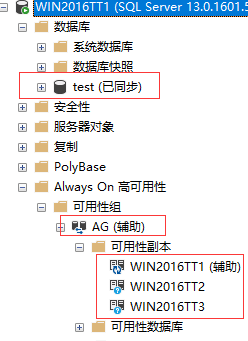 WIN2016TT1 (SQL Server 13.0.1601.5
数据库
系统数据库
数据库快照
test (已同步)
安全性
服务器对象
复制
PolyBase
Always On 高可用性
可用性组
AG (辅助)
可用性副本
WIN2016TT1 (辅助)
WIN2016TT2
WIN2016TT3
可用性数据库